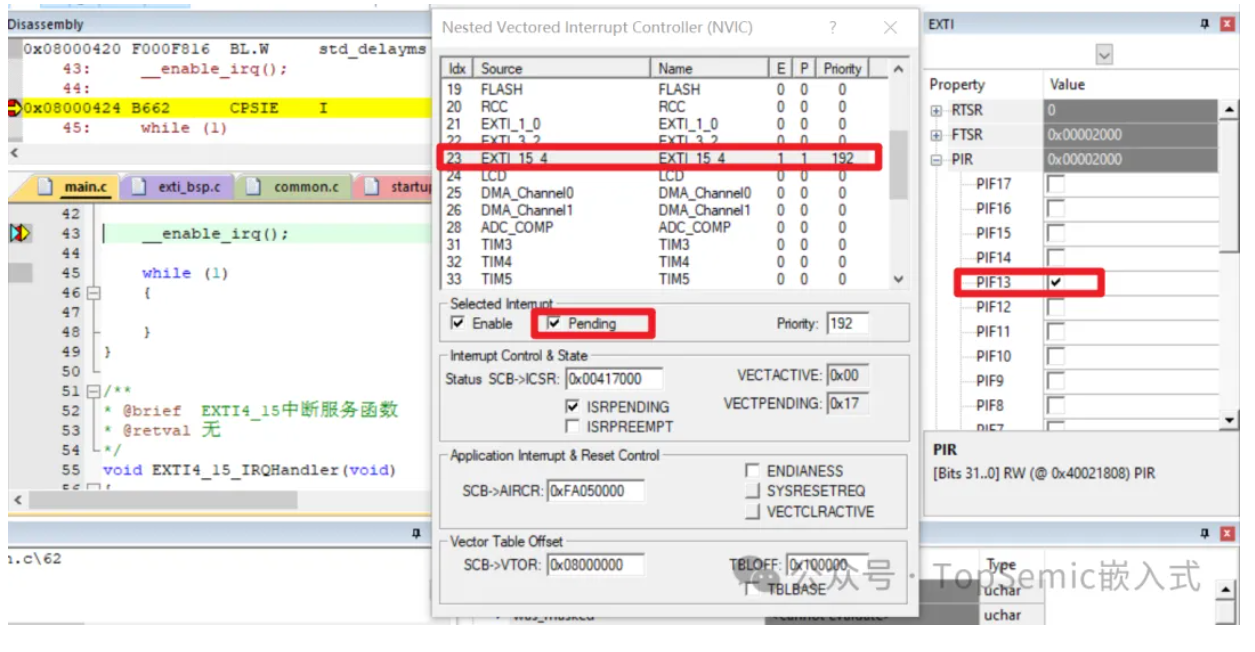 Disassembly
0x08000420 F000F816 BL.W std_delayms
43: __enable_irq();
44:
0x08000424 B662 CPSIE I
45: while (1)
main.c
exti_bsp.c
common.c
startup
42
43 __enable_irq();
44
45 while (1)
46 {
47
48 }
49 }
50
51 /**
52 * @brief EXTI4_15中断服务函数
53 * @retval 无
54 */
55 void EXTI4_15_IRQHandler(void)
56 {
.c\62
Nested Vectored Interrupt Controller (NVIC) ?
Idx Source Name E P Priority
19 FLASH FLASH 0 0 0
20 RCC RCC 0 0 0
21 EXTI_1_0 EXTI_1_0 0 0 0
22 EXTI_3_2 EXTI_3_2 0 0 0
23 EXTI_15_4 EXTI_15_4 1 1 192
24 LCD LCD 0 0 0
25 DMA_Channel0 DMA_Channel0 0 0 0
26 DMA_Channel1 DMA_Channel1 0 0 0
28 ADC_COMP ADC_COMP 0 0 0
31 TIM3 TIM3 0 0 0
32 TIM4 TIM4 0 0 0
33 TIM5 TIM5 0 0 0
Selected Interrupt
Enable Pending Priority: 192
Interrupt Control & State
Status SCB->ICSR: 0x00417000 VECTACTIVE: 0x00
ISRPENDING VECTPENDING: 0x17
ISRPREEMPT
Application Interrupt & Reset Control
SCB->AIRCR: 0xFA050000
ENDIANESS
SYSRESETREQ
VECTCLRACTIVE
Vector Table Offset
SCB->VTOR: 0x08000000 TBLOFF: 0x100000
TBLBASE
was_masked <cannot evaluate> uchar
EXTI
Property Value
RTSR 0
FTSR 0x00002000
PIR 0x00002000
PIF17
PIF16
PIF15
PIF14
PIF13
PIF12
PIF11
PIF10
PIF9
PIF8
PIF7
PIR
[Bits 31..0] RW (@ 0x40021808) PIR
Type
uchar
公众号 · TopSemic嵌入式